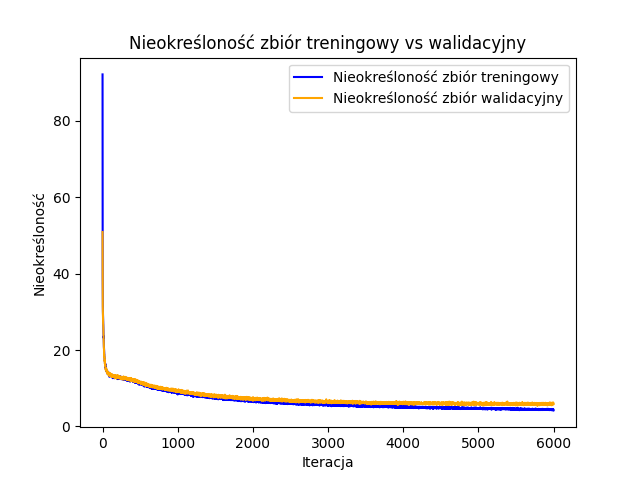 Nieokreśloność zbiór treningowy vs walidacyjny
Nieokreśloność zbiór treningowy
Nieokreśloność zbiór walidacyjny
Nieokreśloność
80
60
40
20
0
0 1000 2000 3000 4000 5000 6000
Iteracja